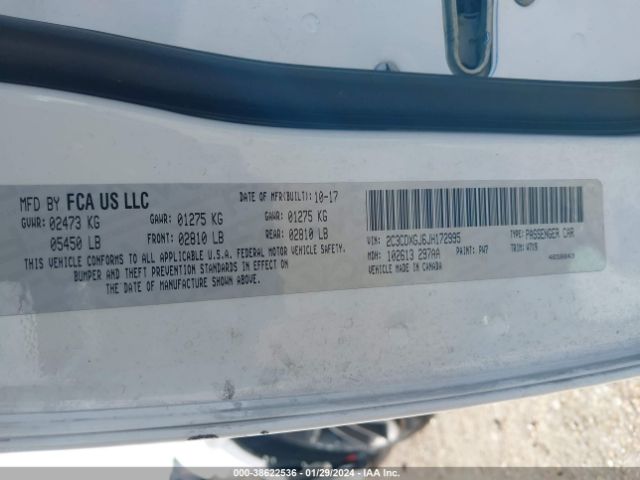 MFD BY FCA US LLC DATE OF MFR(BUILT): 10-17
GVWR: 02473 KG GAWR: 01275 KG GAWR: 01275 KG
05450 LB FRONT: 02810 LB REAR: 02810 LB
THIS VEHICLE CONFORMS TO ALL APPLICABLE U.S.A. FEDERAL MOTOR VEHICLE SAFETY,
BUMPER AND THEFT PREVENTION STANDARDS IN EFFECT ON
THE DATE OF MANUFACTURE SHOWN ABOVE.
VIN: 2C3CDXGJ6JH172995 TYPE: PASSENGER CAR
MDH: 102613 297AA PAINT: PW7 TRIM: W7X9
VEHICLE MADE IN CANADA
000-38622536 - 01/29/2024 - IAA Canada